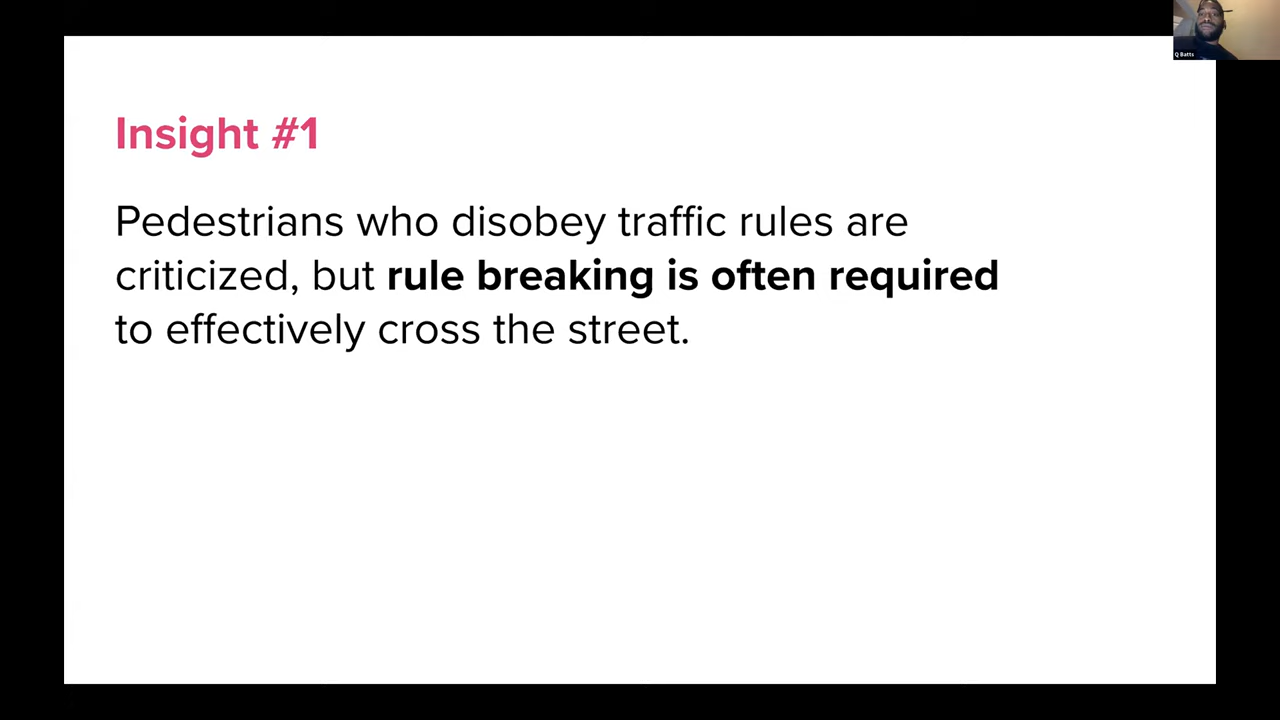 Q Batts
Insight #1
Pedestrians who disobey traffic rules are
criticized, but rule breaking is often required
to effectively cross the street.